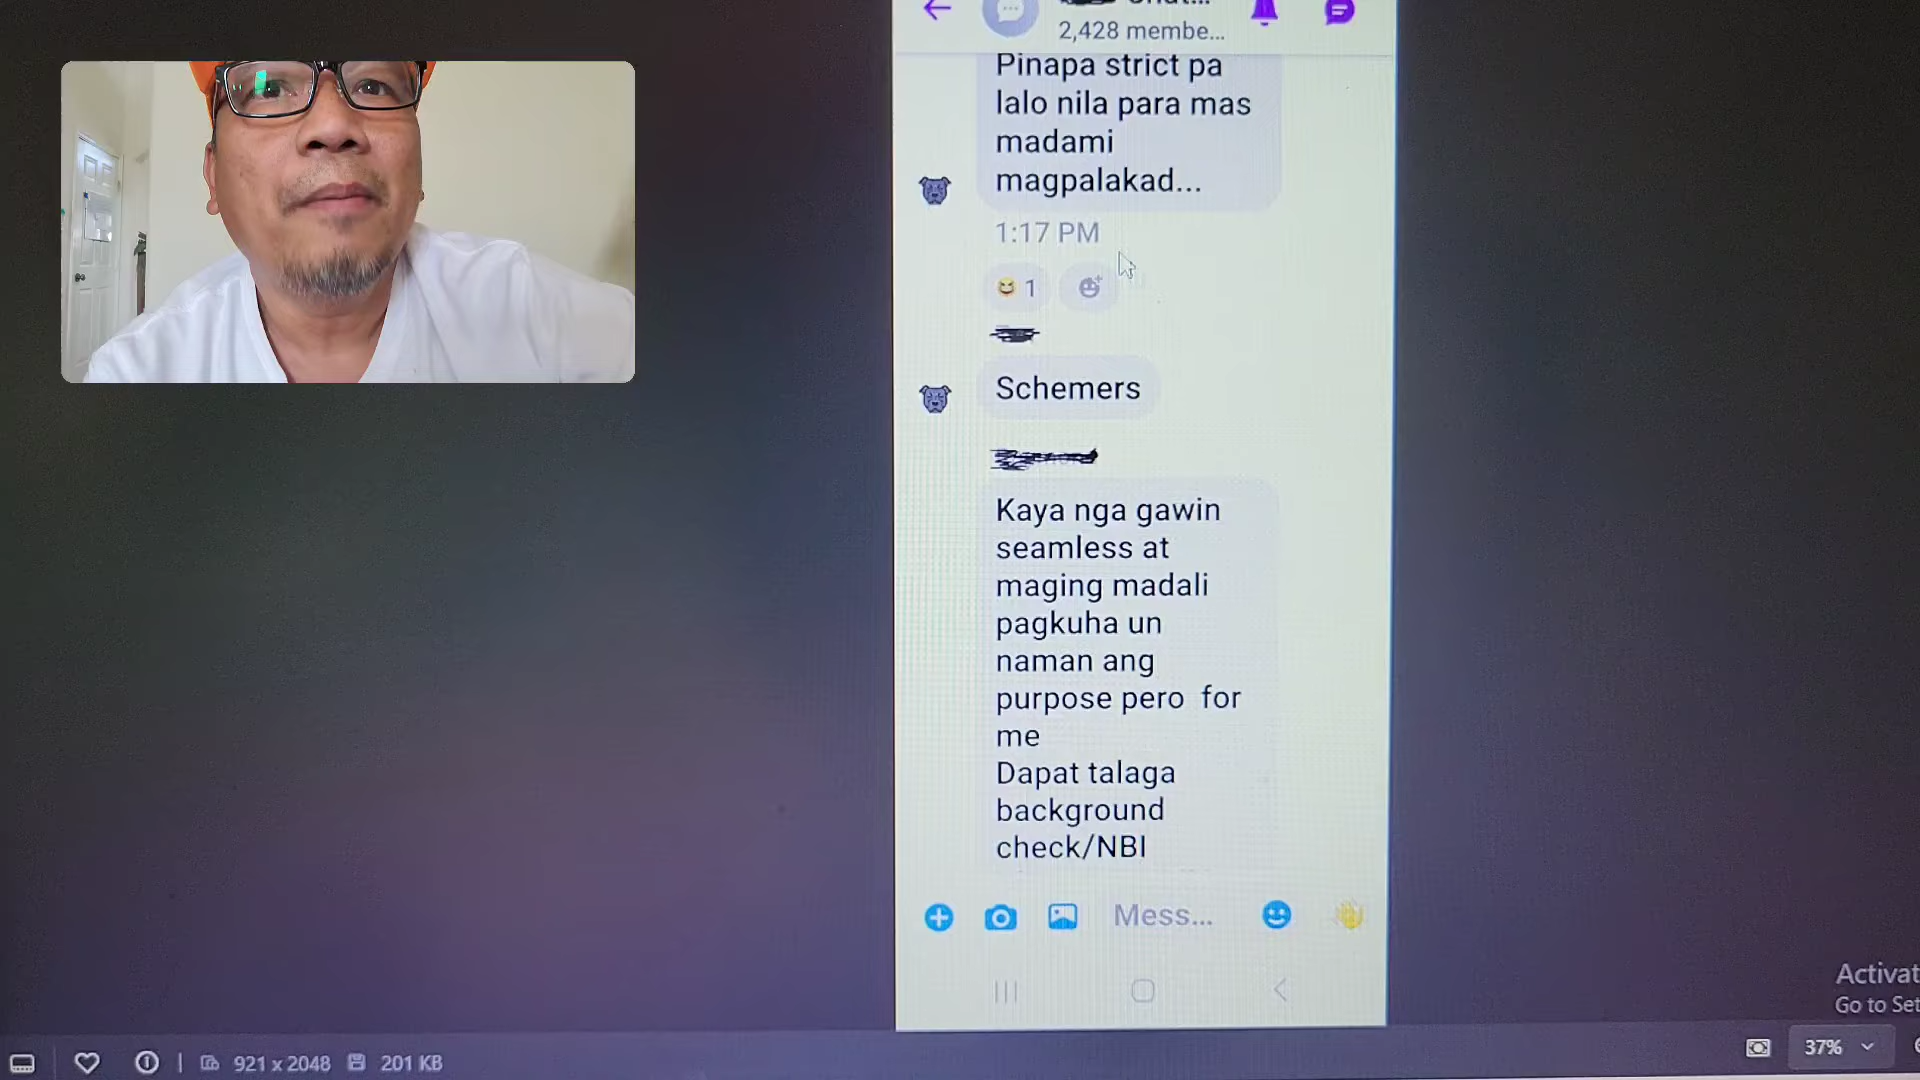 2,428 membe...
Pinapa strict pa
lalo nila para mas
madami
magpalakad...
1:17 PM
1
Schemers
Kaya nga gawin
seamless at
maging madali
pagkuha un
naman ang
purpose pero for
me
Dapat talaga
background
check/NBI
Mess...
Activat
Go to Set
921 x 2048
201 KB
37%